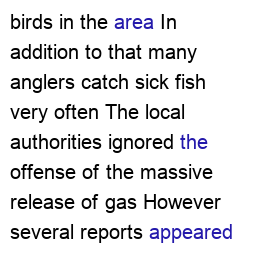 birds in the area In
addition to that many
anglers catch sick fish
very often The local
authorities ignored the
offense of the massive
release of gas However
several reports appeared